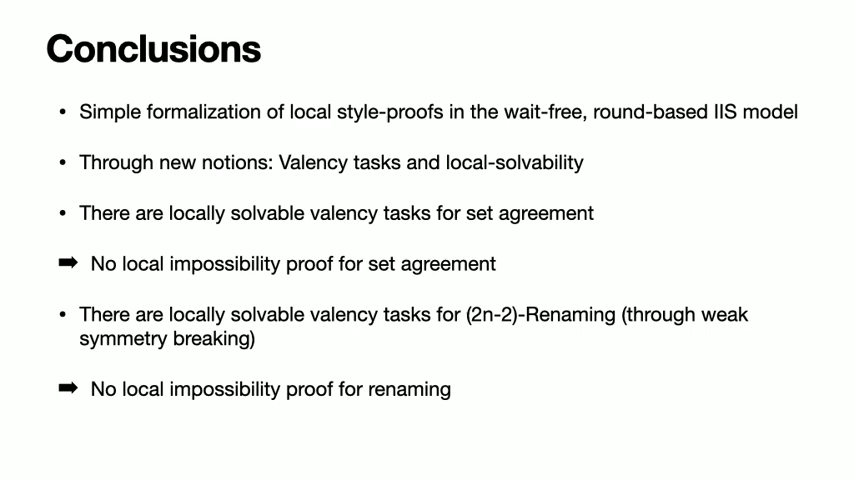 Conclusions
• Simple formalization of local style-proofs in the wait-free, round-based IIS model
• Through new notions: Valency tasks and local-solvability
• There are locally solvable valency tasks for set agreement
➡ No local impossibility proof for set agreement
• There are locally solvable valency tasks for (2n-2)-Renaming (through weak
symmetry breaking)
➡ No local impossibility proof for renaming